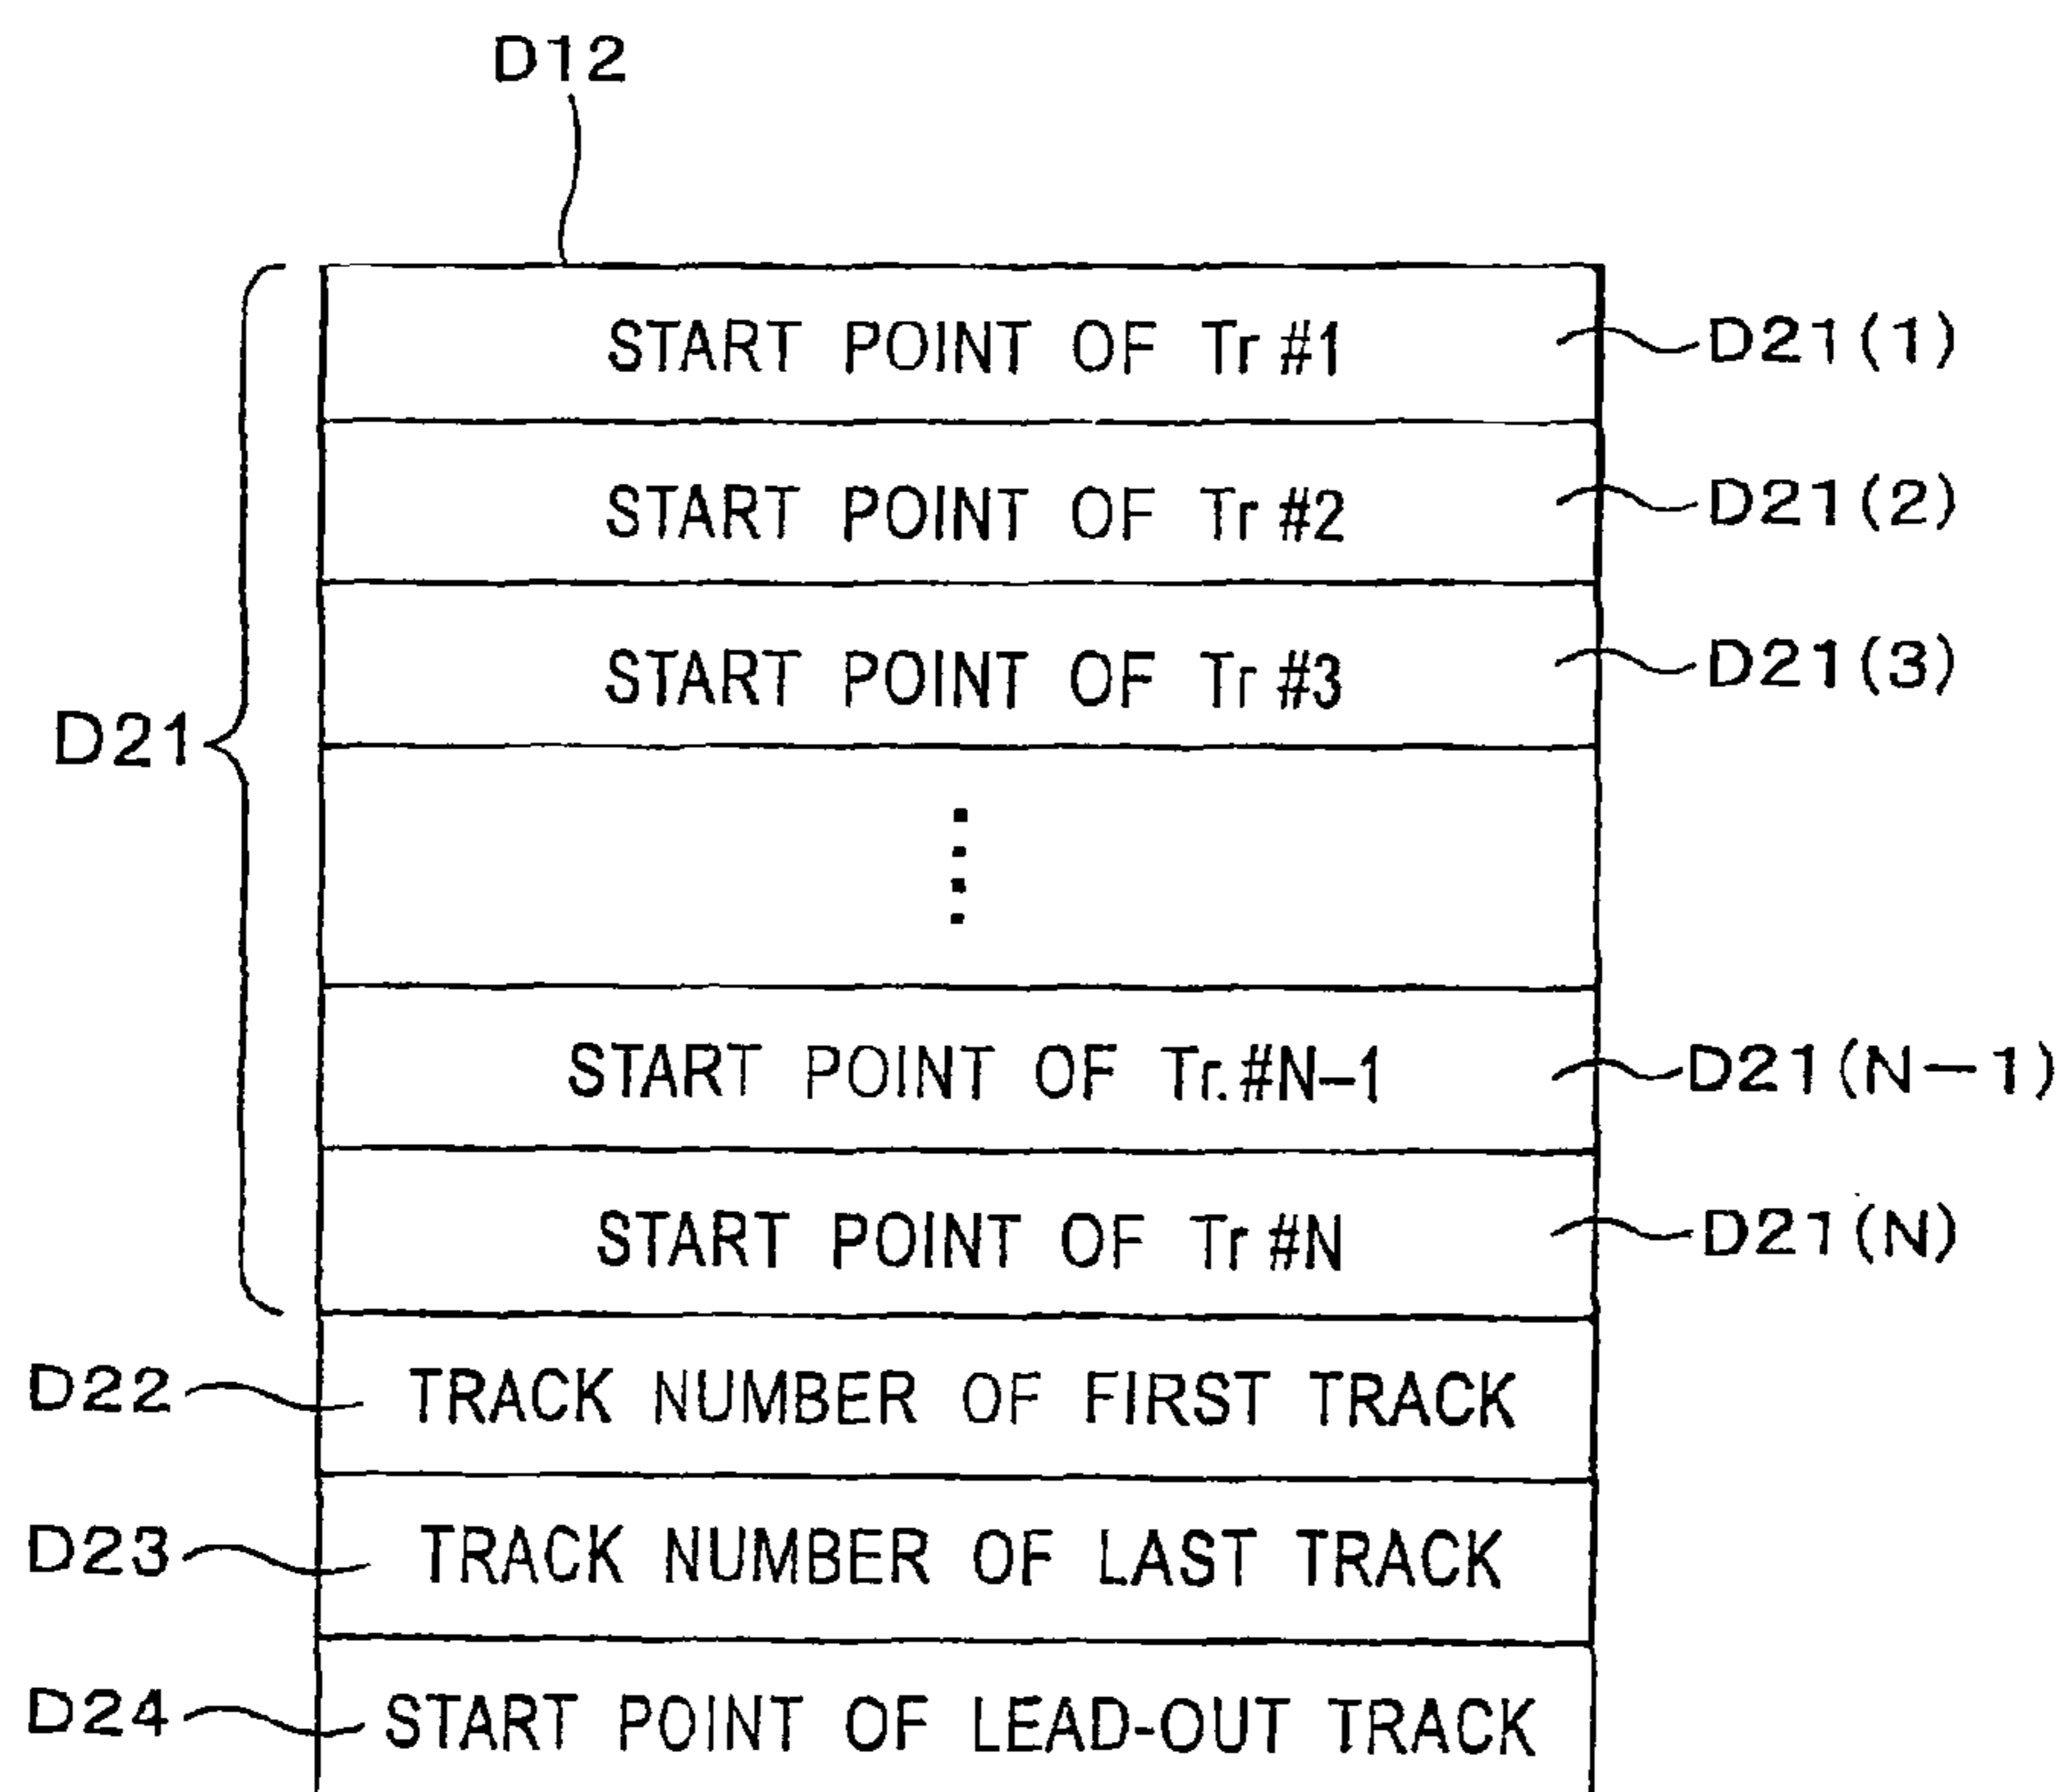 D12
START POINT OF Tr #1 D21(1)
START POINT OF Tr #2 D21(2)
START POINT OF Tr #3 D21(3)
D21
START POINT OF Tr.#N-1 D21(N-1)
START POINT OF Tr #N D21(N)
D22 TRACK NUMBER OF FIRST TRACK
D23 TRACK NUMBER OF LAST TRACK
D24 START POINT OF LEAD-OUT TRACK